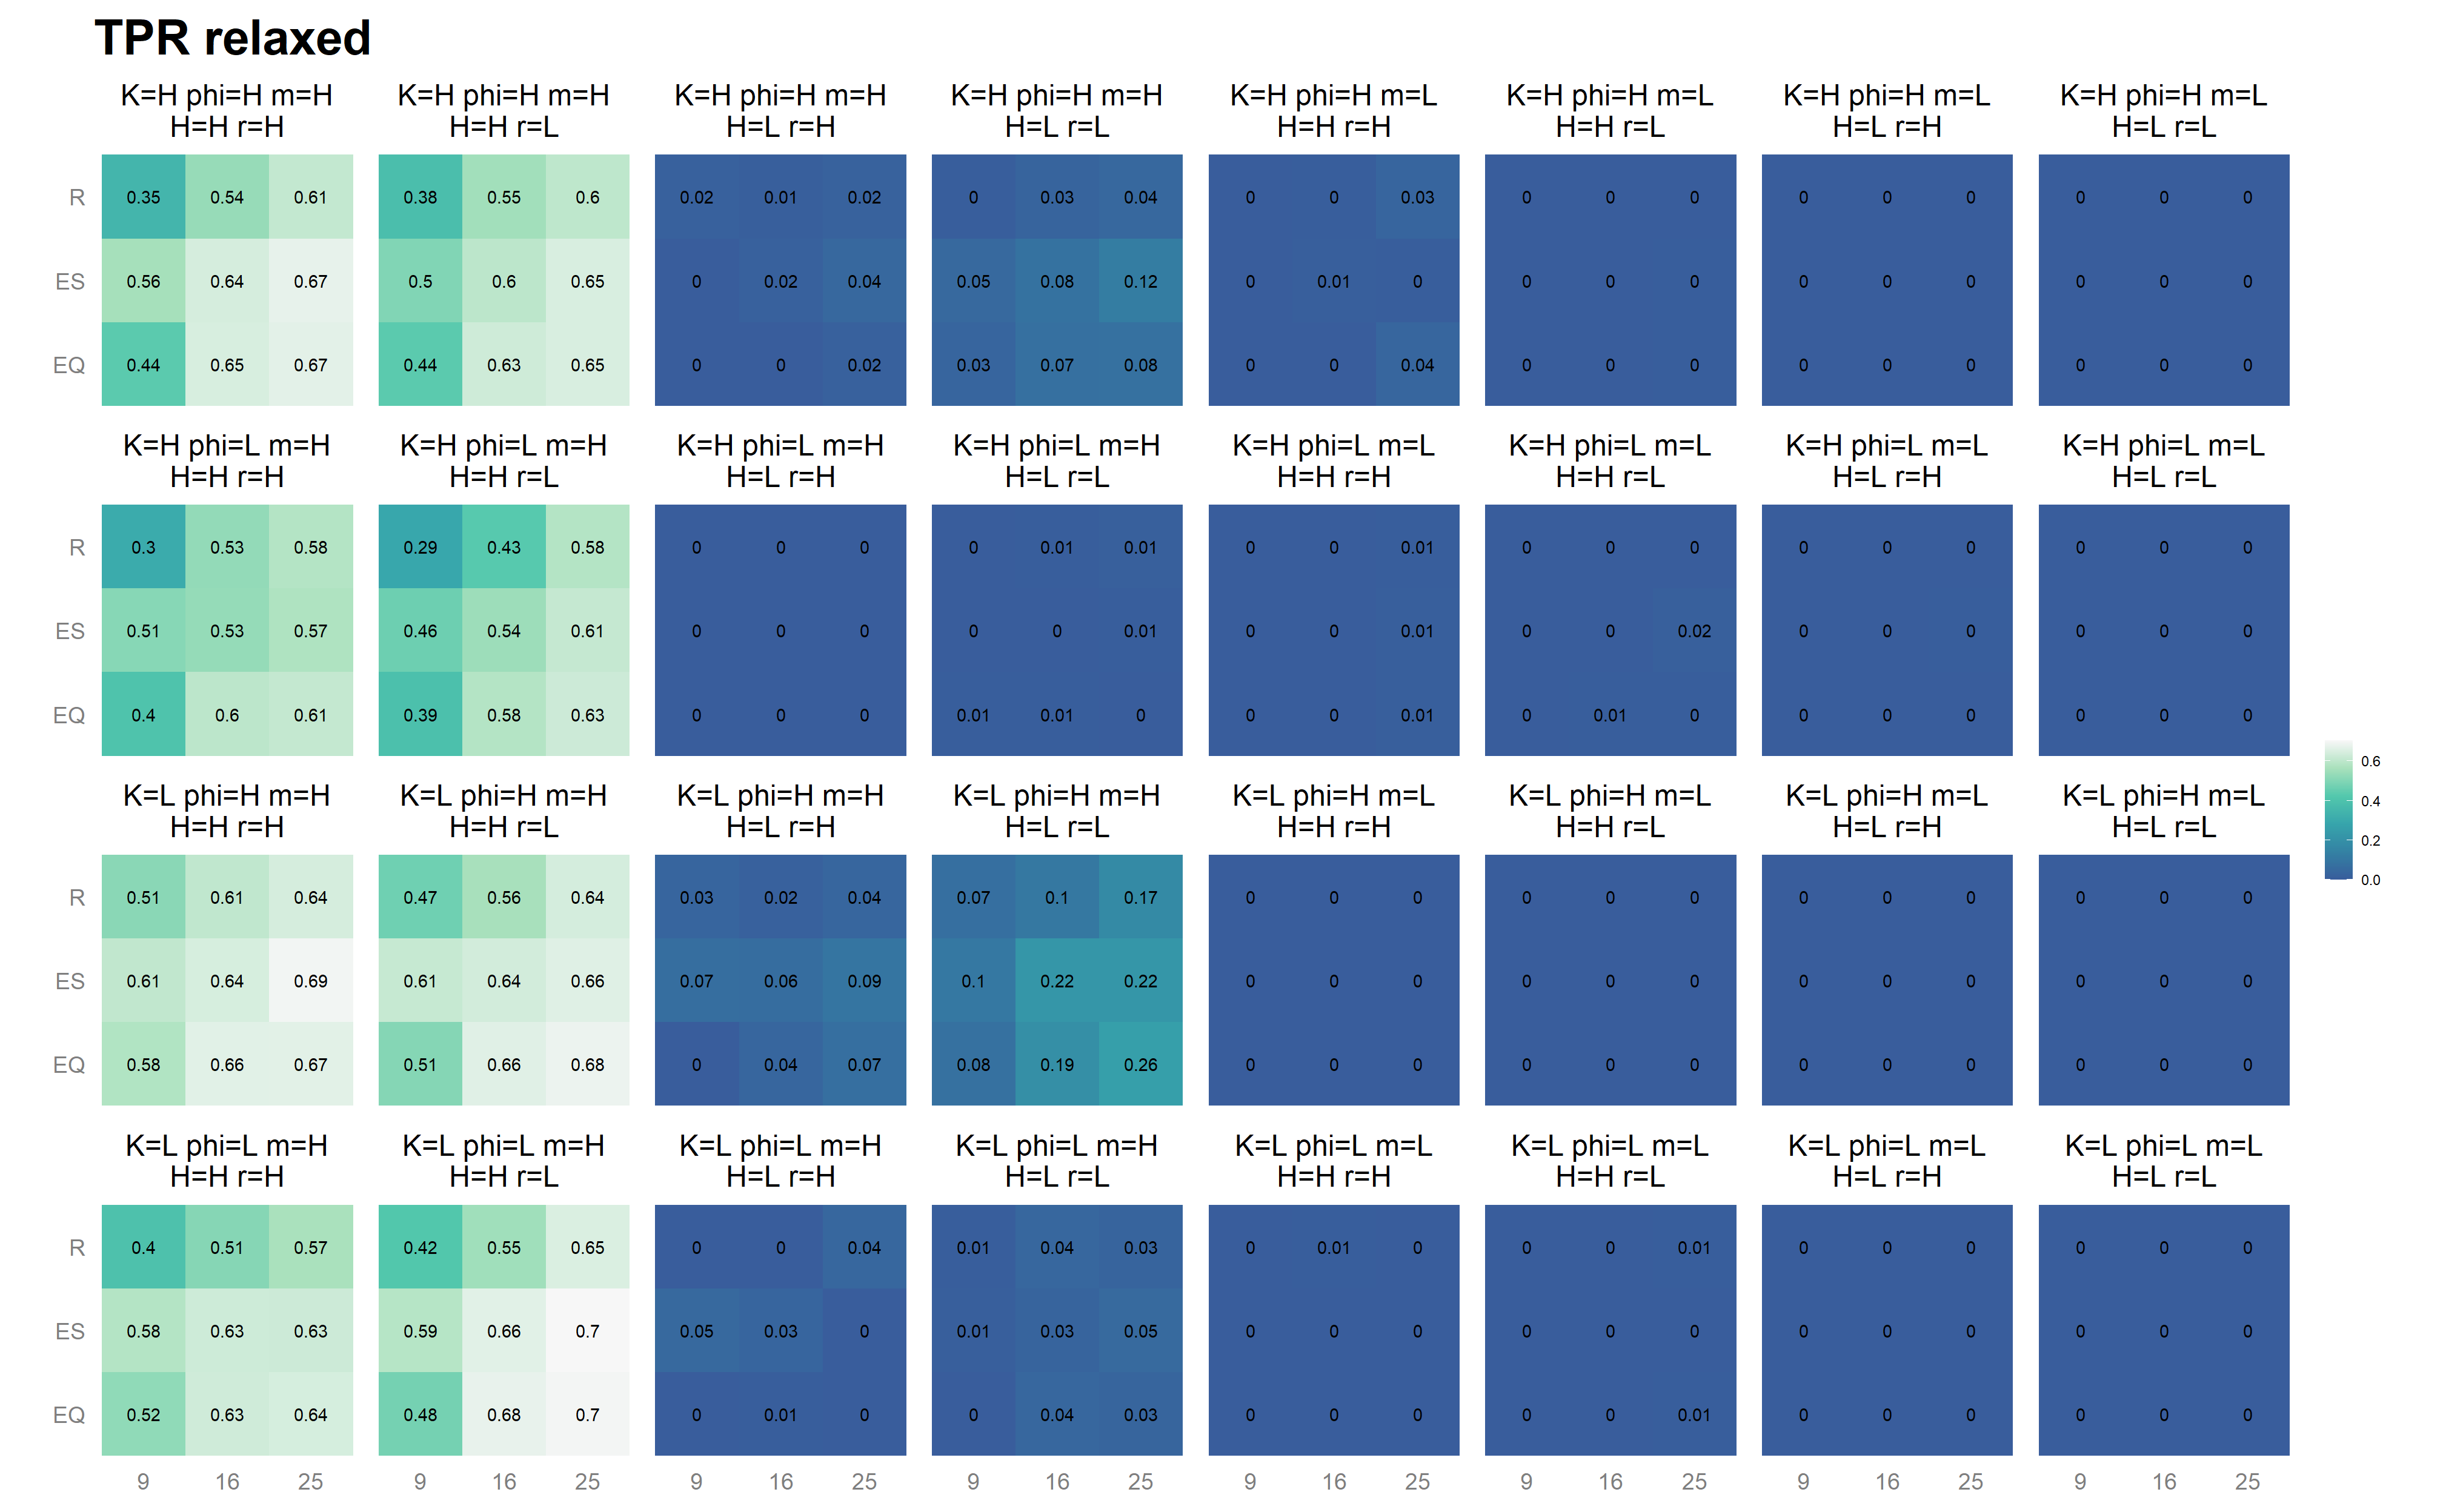 TPR relaxed
K=H phi=H m=H K=H phi=H m=H K=H phi=H m=H K=H phi=H m=H K=H phi=H m=L K=H phi=H m=L K=H phi=H m=L K=H phi=H m=L
H=H r=H H=H r=L H=L r=H H=L r=L H=H r=H H=H r=L H=L r=H H=L r=L
R 0.35 0.54 0.61 0.38 0.55 0.6 0.02 0.01 0.02 0 0.03 0.04 0 0 0.03 0 0 0 0 0 0 0 0 0
ES 0.56 0.64 0.67 0.5 0.6 0.65 0 0.02 0.04 0.05 0.08 0.12 0 0.01 0 0 0 0 0 0 0 0 0 0
EQ 0.44 0.65 0.67 0.44 0.63 0.65 0 0 0.02 0.03 0.07 0.08 0 0 0.04 0 0 0 0 0 0 0 0 0
K=H phi=L m=H K=H phi=L m=H K=H phi=L m=H K=H phi=L m=H K=H phi=L m=L K=H phi=L m=L K=H phi=L m=L K=H phi=L m=L
H=H r=H H=H r=L H=L r=H H=L r=L H=H r=H H=H r=L H=L r=H H=L r=L
R 0.3 0.53 0.58 0.29 0.43 0.58 0 0 0 0 0.01 0.01 0 0 0.01 0 0 0 0 0 0 0 0 0
ES 0.51 0.53 0.57 0.46 0.54 0.61 0 0 0 0 0 0.01 0 0 0.01 0 0 0.02 0 0 0 0 0 0
EQ 0.4 0.6 0.61 0.39 0.58 0.63 0 0 0 0.01 0.01 0 0 0 0.01 0 0.01 0 0 0 0 0 0 0
K=L phi=H m=H K=L phi=H m=H K=L phi=H m=H K=L phi=H m=H K=L phi=H m=L K=L phi=H m=L K=L phi=H m=L K=L phi=H m=L
H=H r=H H=H r=L H=L r=H H=L r=L H=H r=H H=H r=L H=L r=H H=L r=L
R 0.51 0.61 0.64 0.47 0.56 0.64 0.03 0.02 0.04 0.07 0.1 0.17 0 0 0 0 0 0 0 0 0 0 0 0
ES 0.61 0.64 0.69 0.61 0.64 0.66 0.07 0.06 0.09 0.1 0.22 0.22 0 0 0 0 0 0 0 0 0 0 0 0
EQ 0.58 0.66 0.67 0.51 0.66 0.68 0 0.04 0.07 0.08 0.19 0.26 0 0 0 0 0 0 0 0 0 0 0 0
K=L phi=L m=H K=L phi=L m=H K=L phi=L m=H K=L phi=L m=H K=L phi=L m=L K=L phi=L m=L K=L phi=L m=L K=L phi=L m=L
H=H r=H H=H r=L H=L r=H H=L r=L H=H r=H H=H r=L H=L r=H H=L r=L
R 0.4 0.51 0.57 0.42 0.55 0.65 0 0 0.04 0.01 0.04 0.03 0 0.01 0 0 0 0.01 0 0 0 0 0 0
ES 0.58 0.63 0.63 0.59 0.66 0.7 0.05 0.03 0 0.01 0.03 0.05 0 0 0 0 0 0 0 0 0 0 0 0
EQ 0.52 0.63 0.64 0.48 0.68 0.7 0 0.01 0 0 0.04 0.03 0 0 0 0 0 0.01 0 0 0 0 0 0
9 16 25 9 16 25 9 16 25 9 16 25 9 16 25 9 16 25 9 16 25 9 16 25
0.6
0.4
0.2
0.0